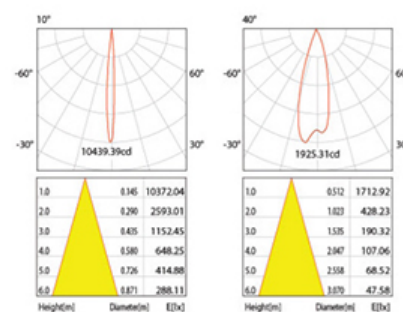 10° 40°
-60° 60° -60° 60°
-30° 30° -30° 30°
10439.39cd 1925.31cd
1.0 0.145 10372.04 1.0 0.512 1712.92
2.0 0.290 2593.01 2.0 1.023 428.23
3.0 0.435 1152.45 3.0 1.535 190.32
4.0 0.580 648.25 4.0 2.047 107.06
5.0 0.726 414.88 5.0 2.558 68.52
6.0 0.871 288.11 6.0 3.070 47.58
Height[m] Diameter[m] E[lx] Height[m] Diameter[m] E[lx]